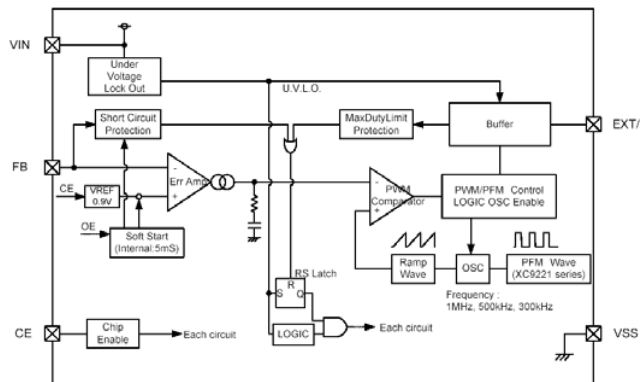 VIN
Under
Voltage
Lock Out
U.V.L.O.
Short Circuit
Protection
MaxDutyLimit
Protection
Buffer
EXT/
FB
-
Err Amp
+
CE
VREF
0.9V
OE
Soft Start
(Internal:5mS)
-
PWM
Comparator
+
PWM/PFM Control
LOGIC OSC Enable
Ramp
Wave
OSC
PFM Wave
(XC9221 series)
Frequency :
1MHz, 500kHz, 300kHz
RS Latch
R
S
Q
LOGIC
Each circuit
CE
Chip
Enable
Each circuit
VSS